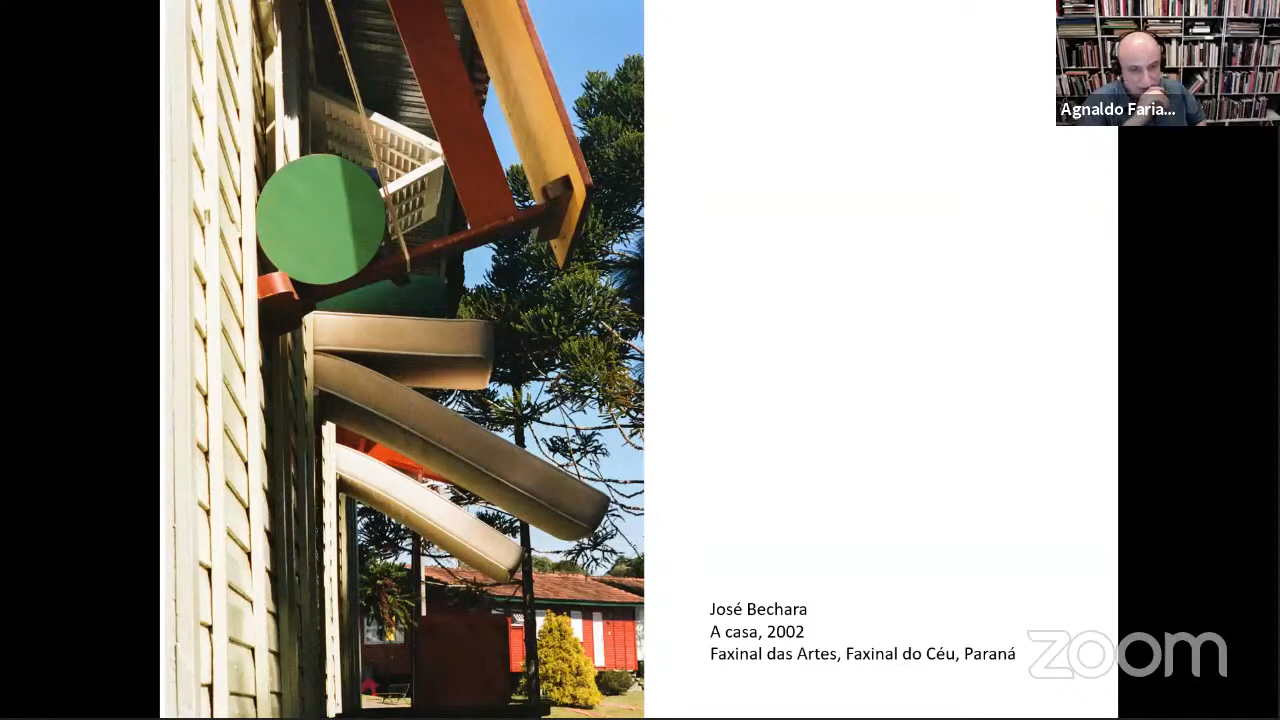 Agnaldo Faria...
José Bechara
A casa, 2002
Faxinal das Artes, Faxinal do Céu, Paraná
zoom